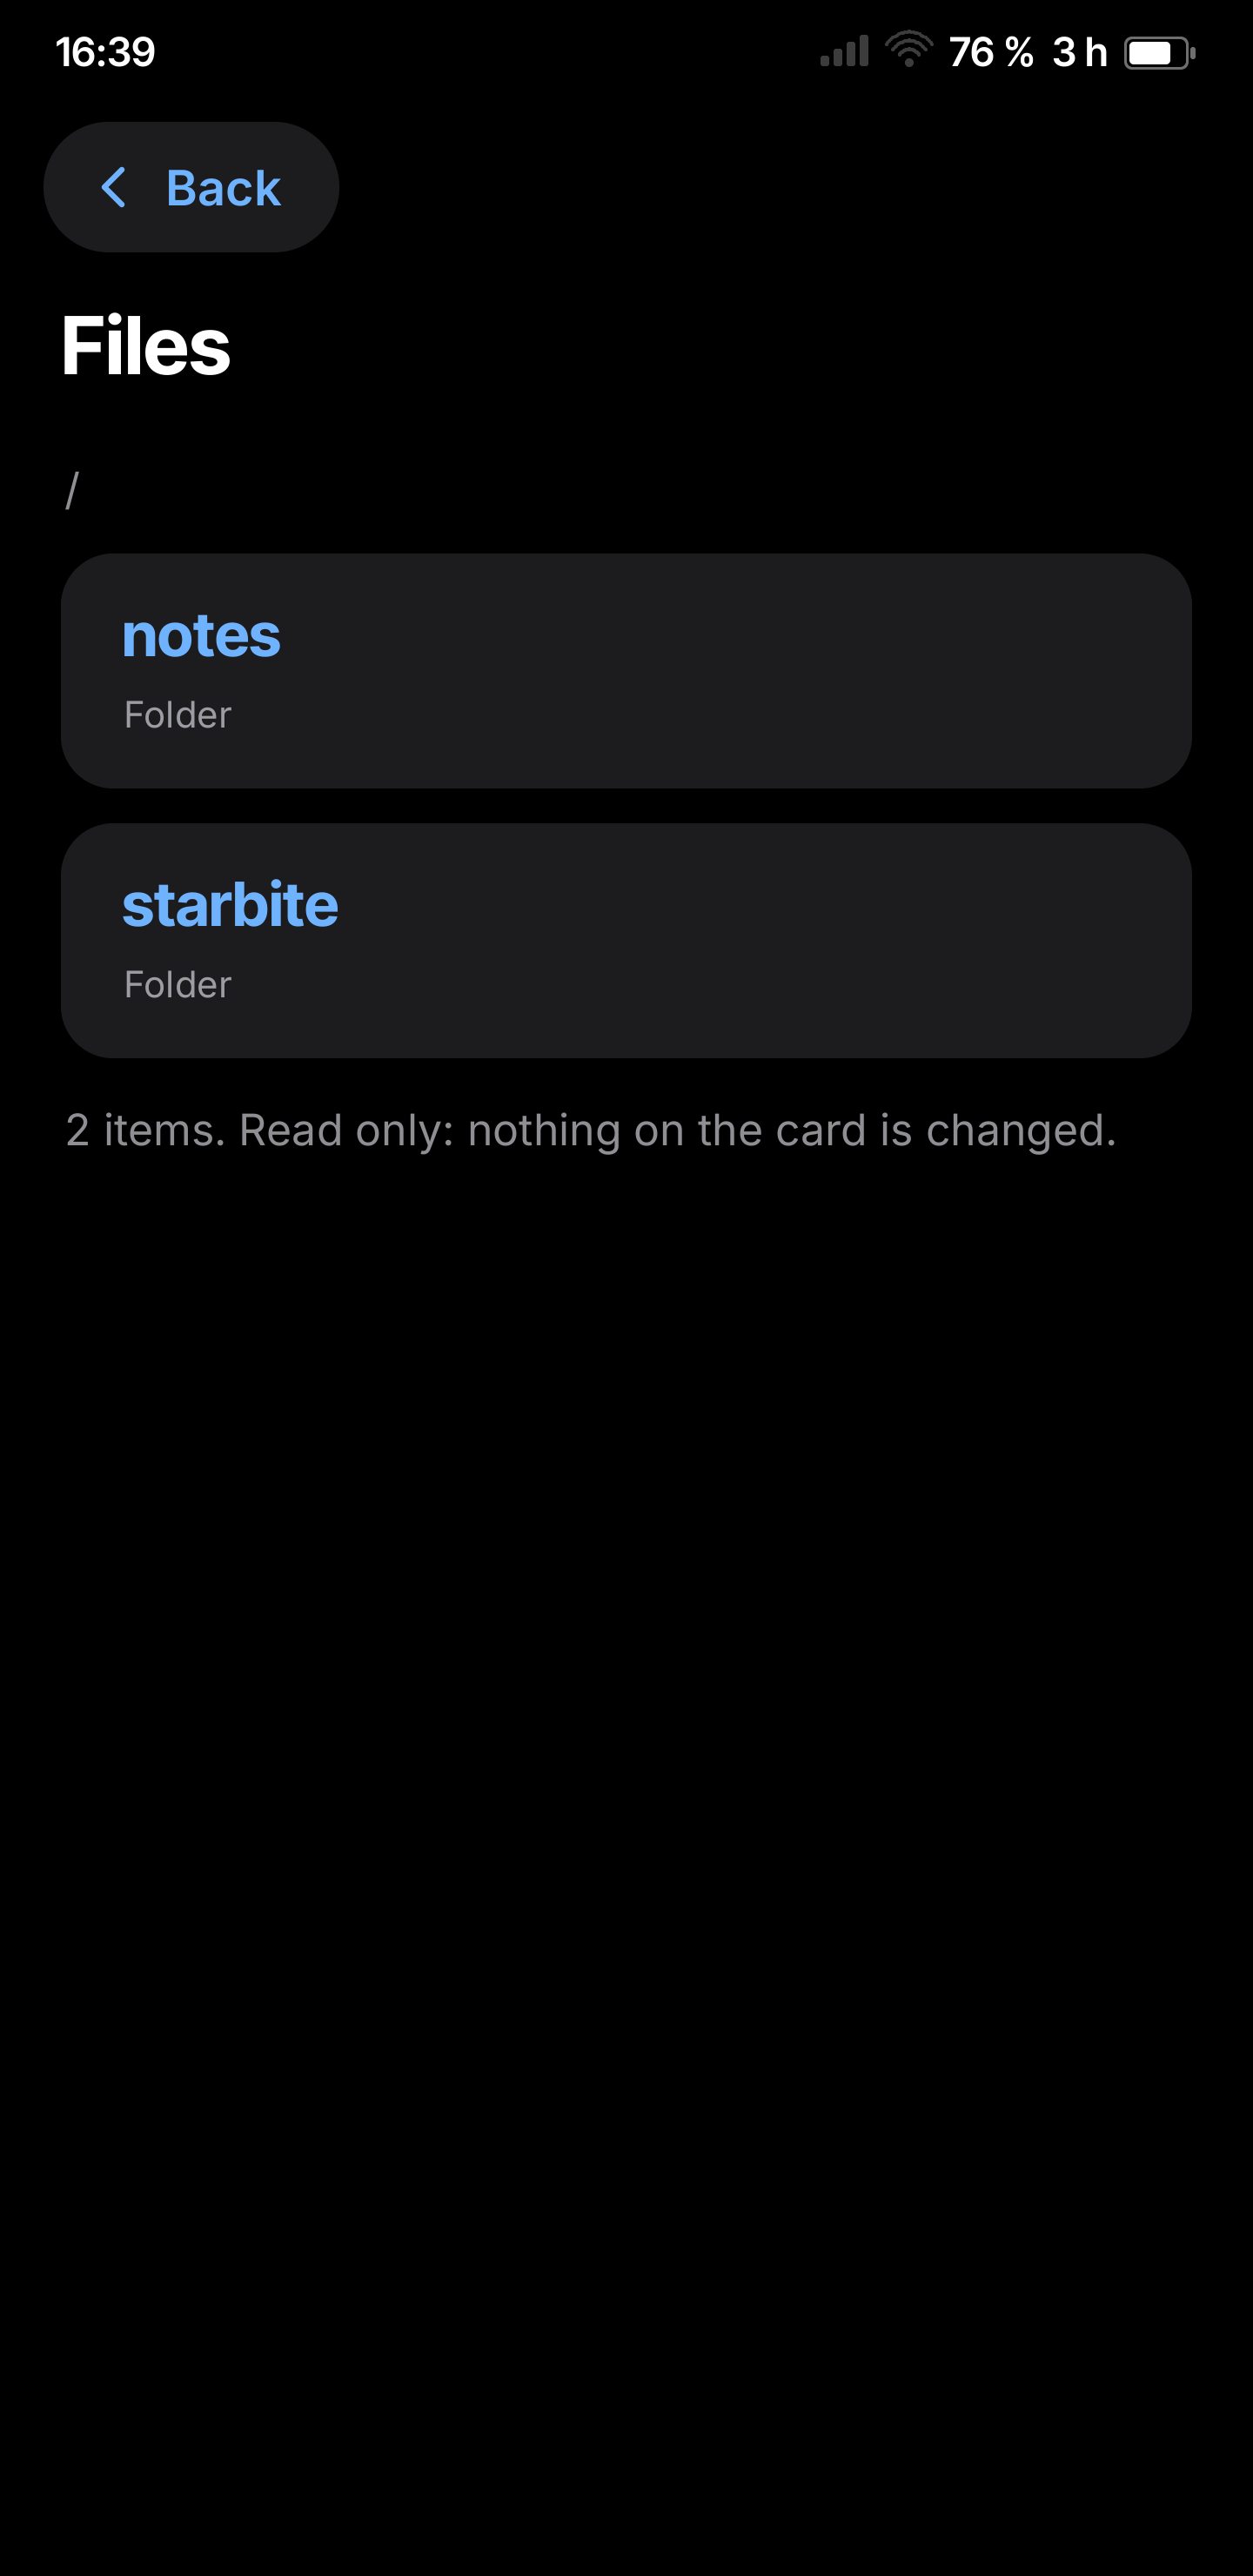 16:39 76 % 3 h
Back
Files
/
notes
Folder
starbite
Folder
2 items. Read only: nothing on the card is changed.